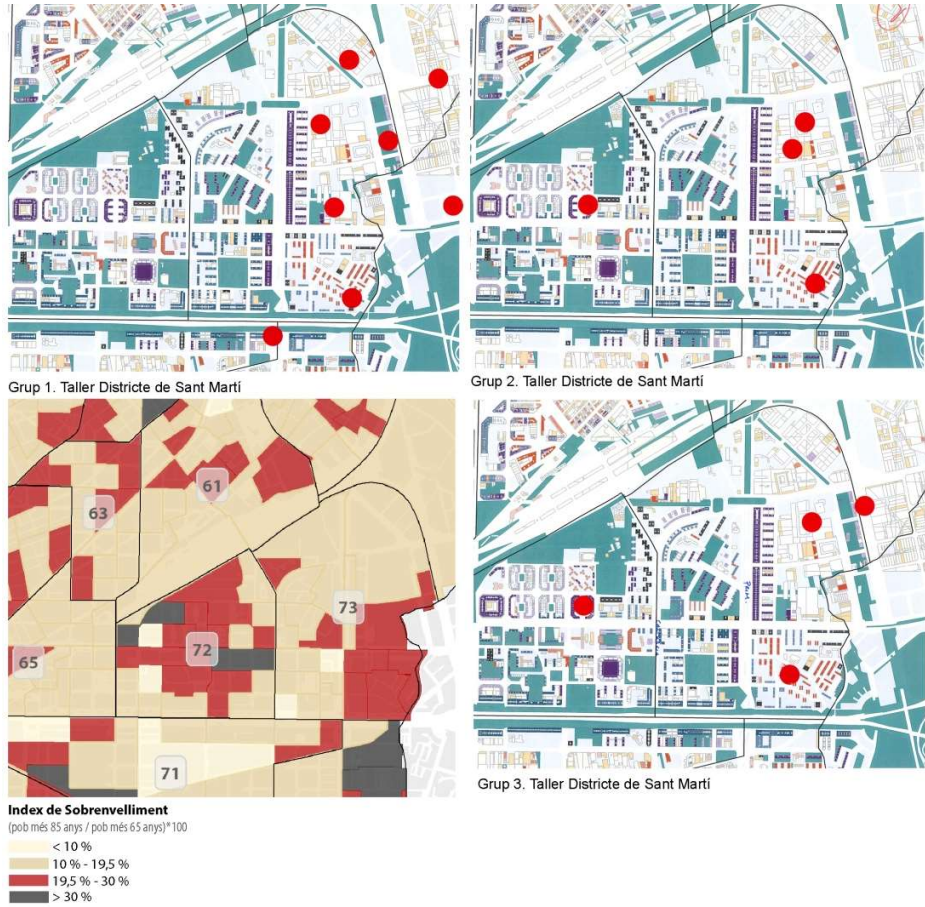 Grup 1. Taller Districte de Sant Martí
Grup 2. Taller Districte de Sant Martí
61
63
73
72
65
71
Grup 3. Taller Districte de Sant Martí
Index de Sobrenvelliment
(pob més 85 anys / pob més 65 anys)*100
< 10 %
10 % - 19,5 %
19,5% - 30 %
> 30 %